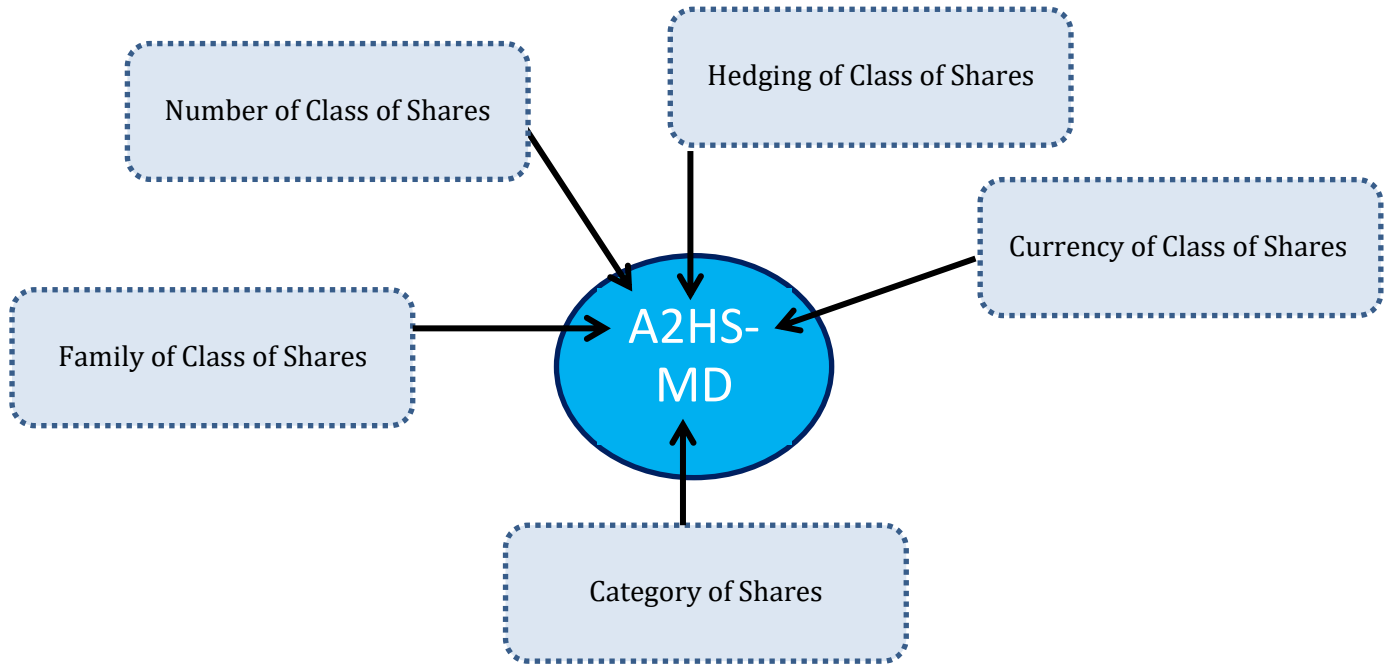 Hedging of Class of Shares
Number of Class of Shares
Currency of Class of Shares
A2HS-
MD
Family of Class of Shares
Category of Shares